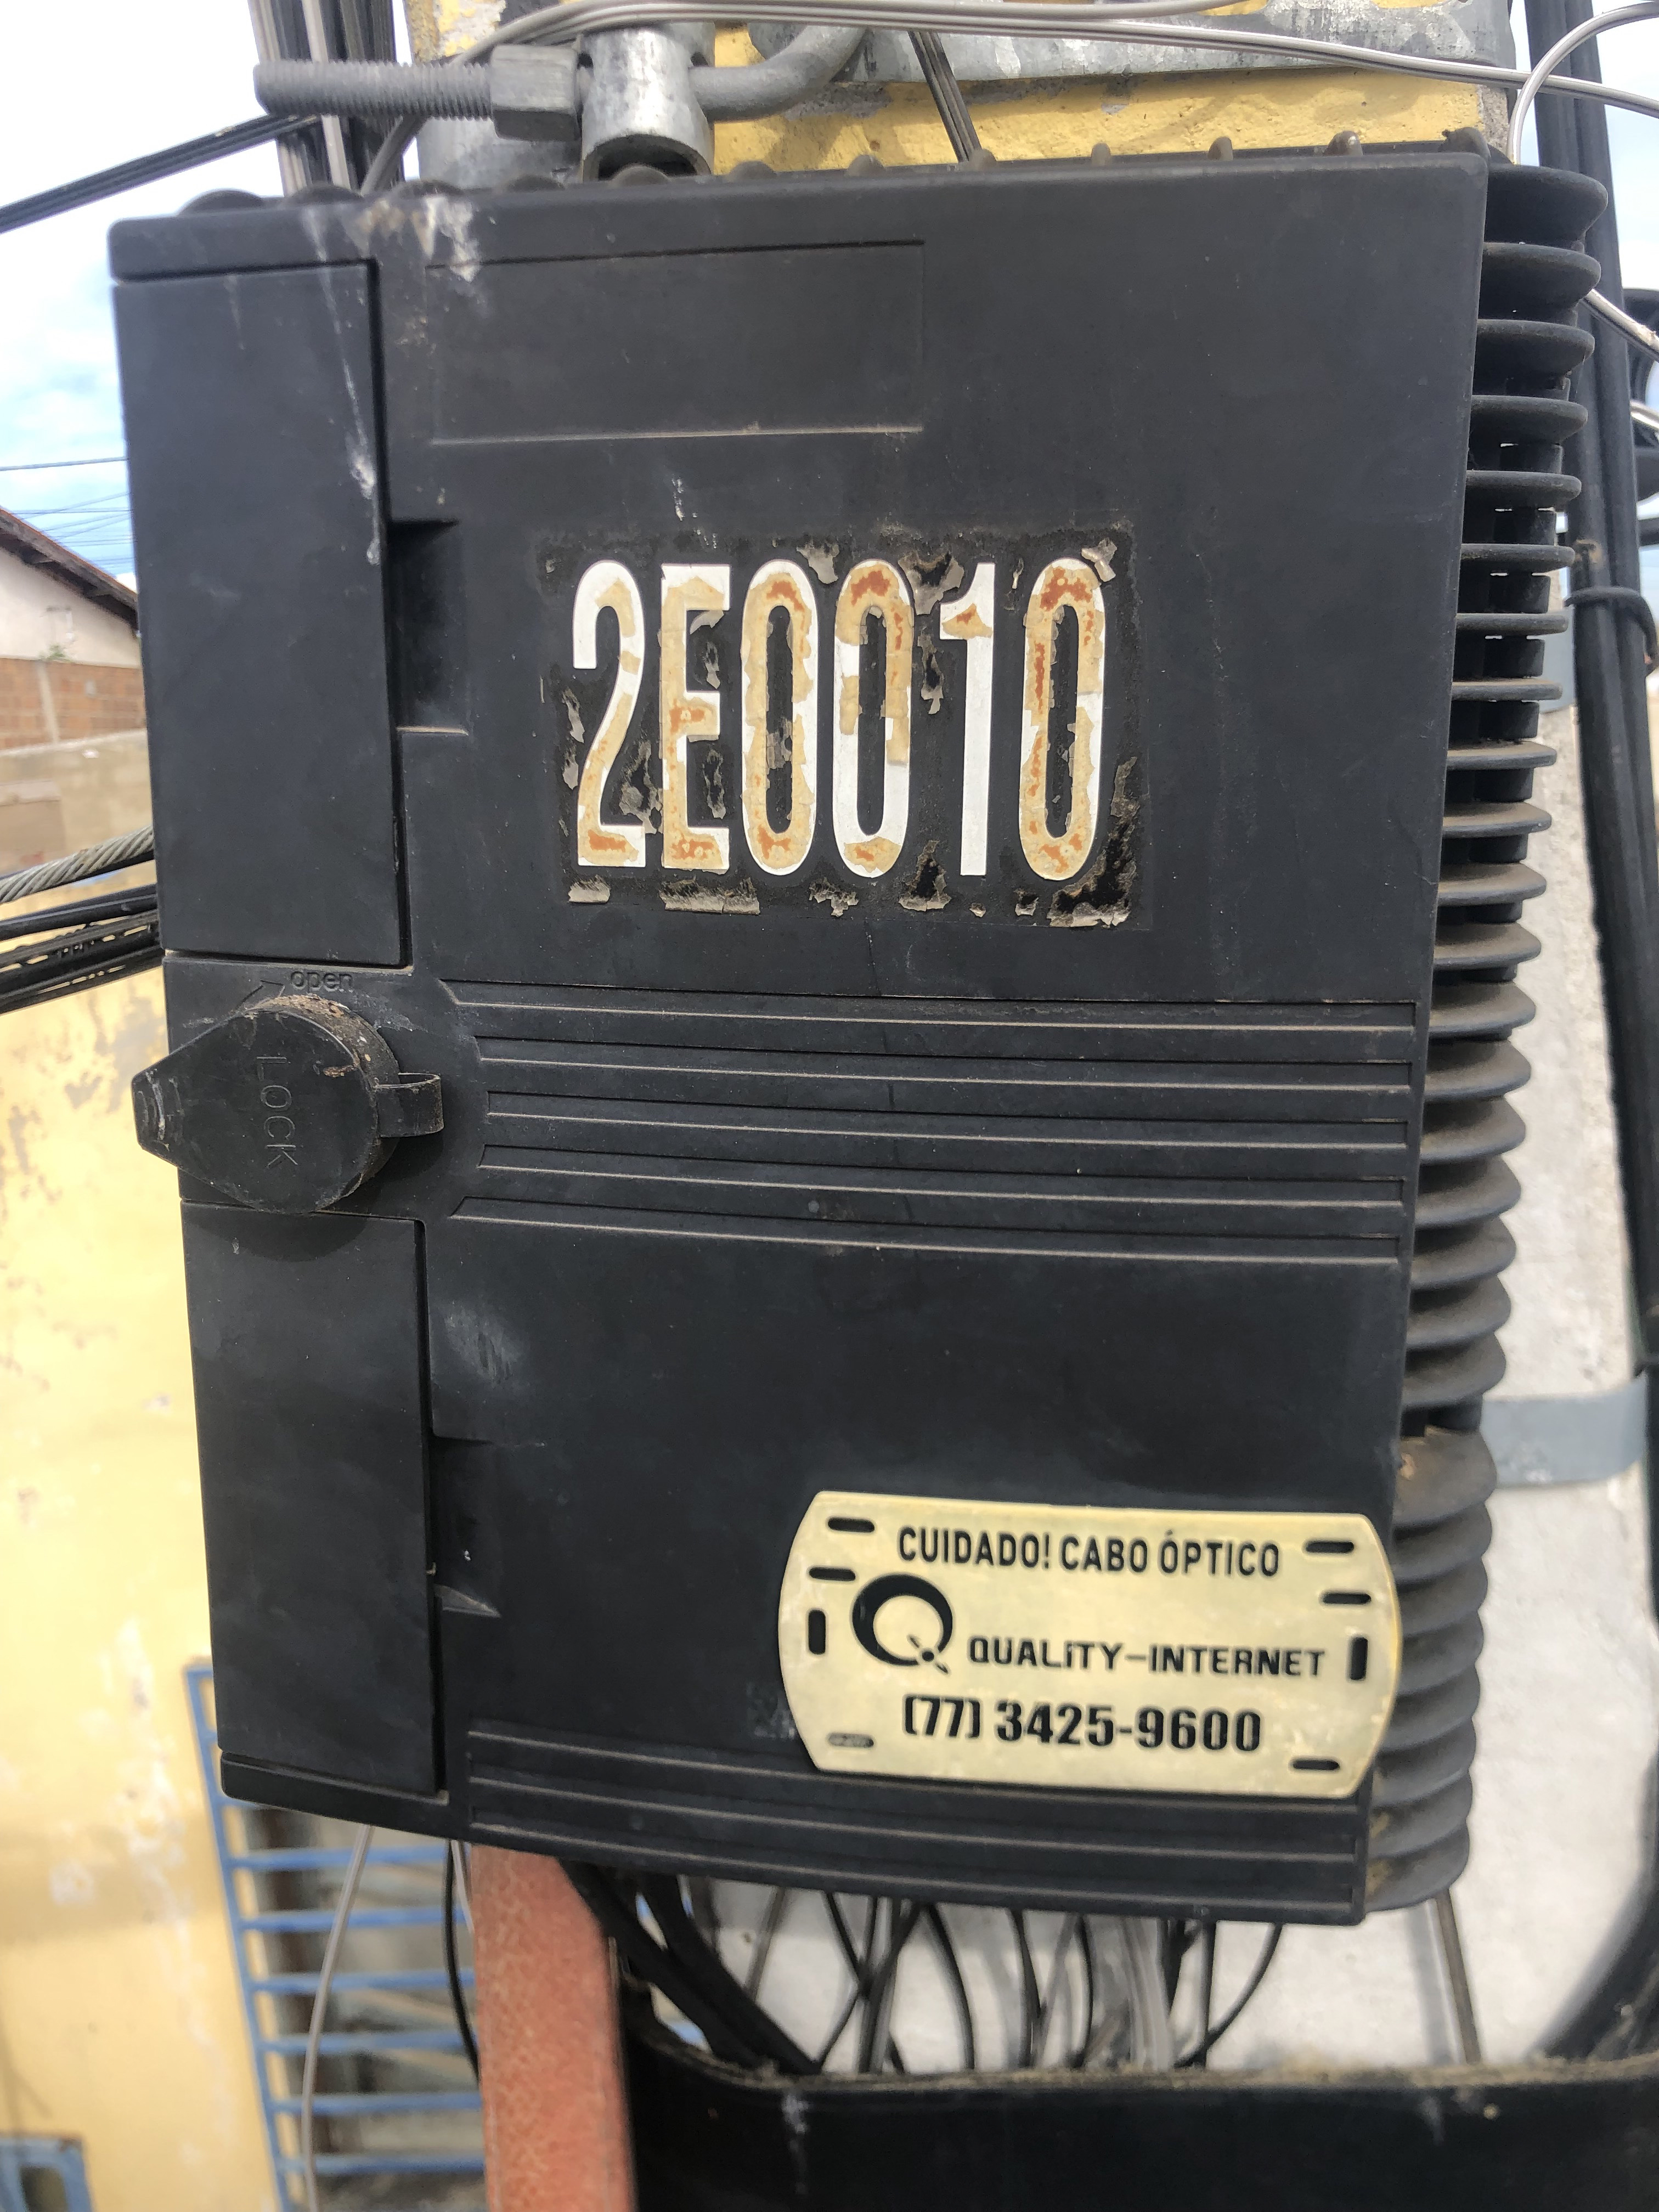 2E0010
open
LOCK
CUIDADO! CABO ÓPTICO
QUALiTY-INTERNET
(77) 3425-9600